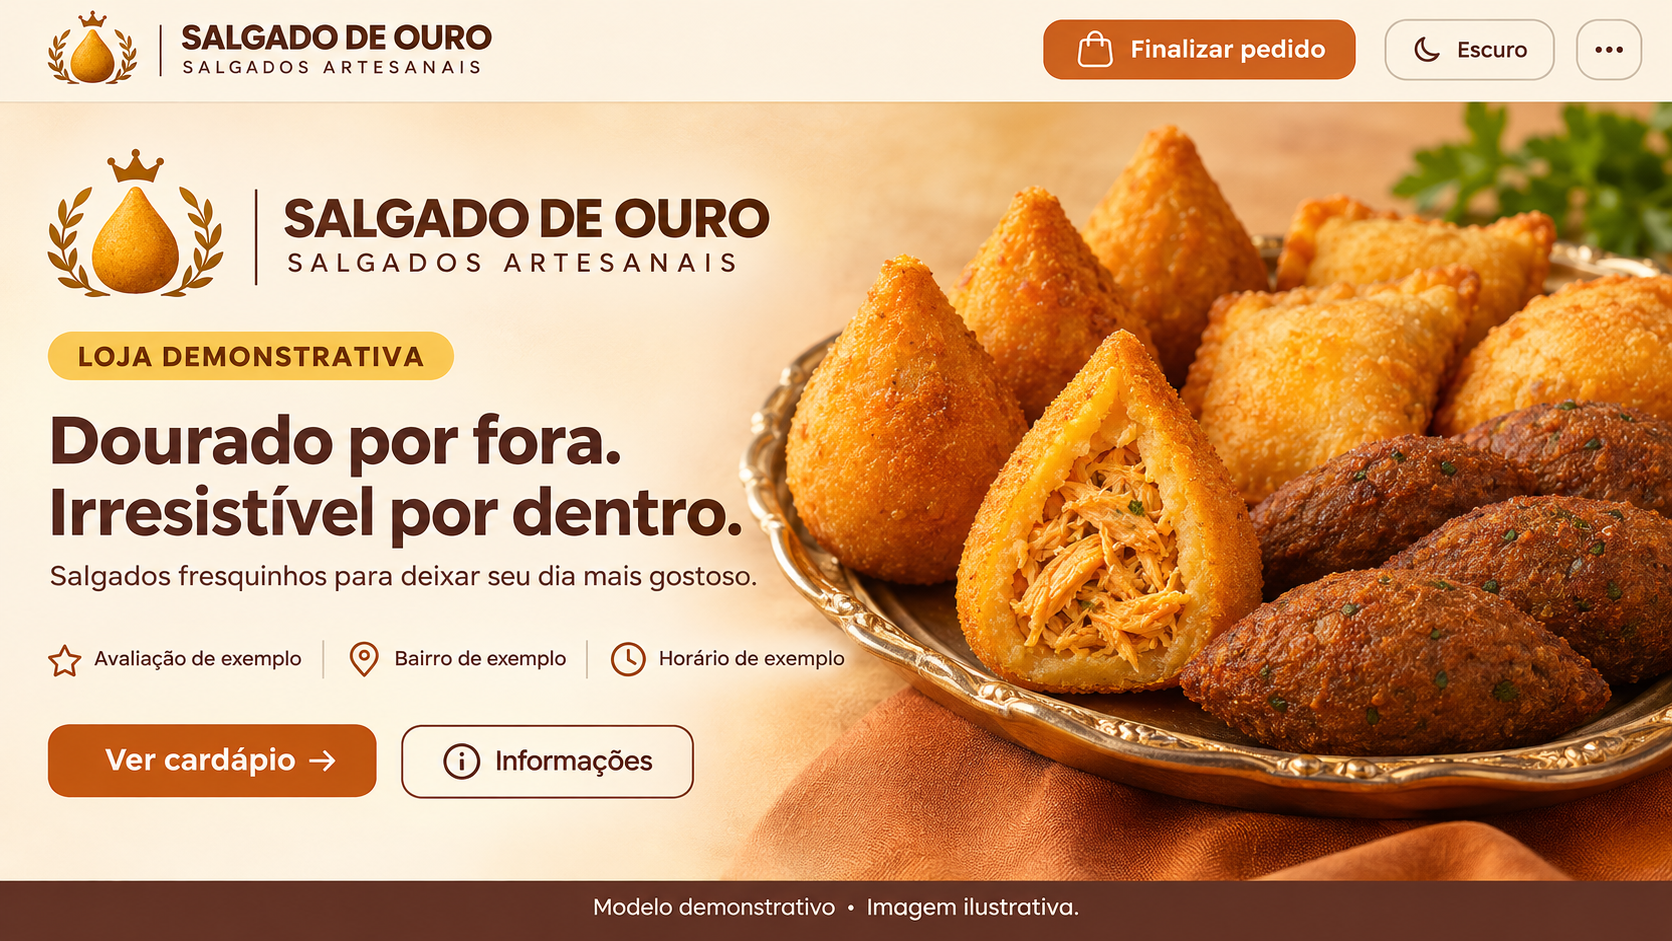 SALGADO DE OURO
SALGADOS ARTESANAIS
Finalizar pedido
Escuro
SALGADO DE OURO
SALGADOS ARTESANAIS
LOJA DEMONSTRATIVA
Dourado por fora.
Irresistível por dentro.
Salgados fresquinhos para deixar seu dia mais gostoso.
Avaliação de exemplo
Bairro de exemplo
Horário de exemplo
Ver cardápio →
Informações
Modelo demonstrativo • Imagem ilustrativa.